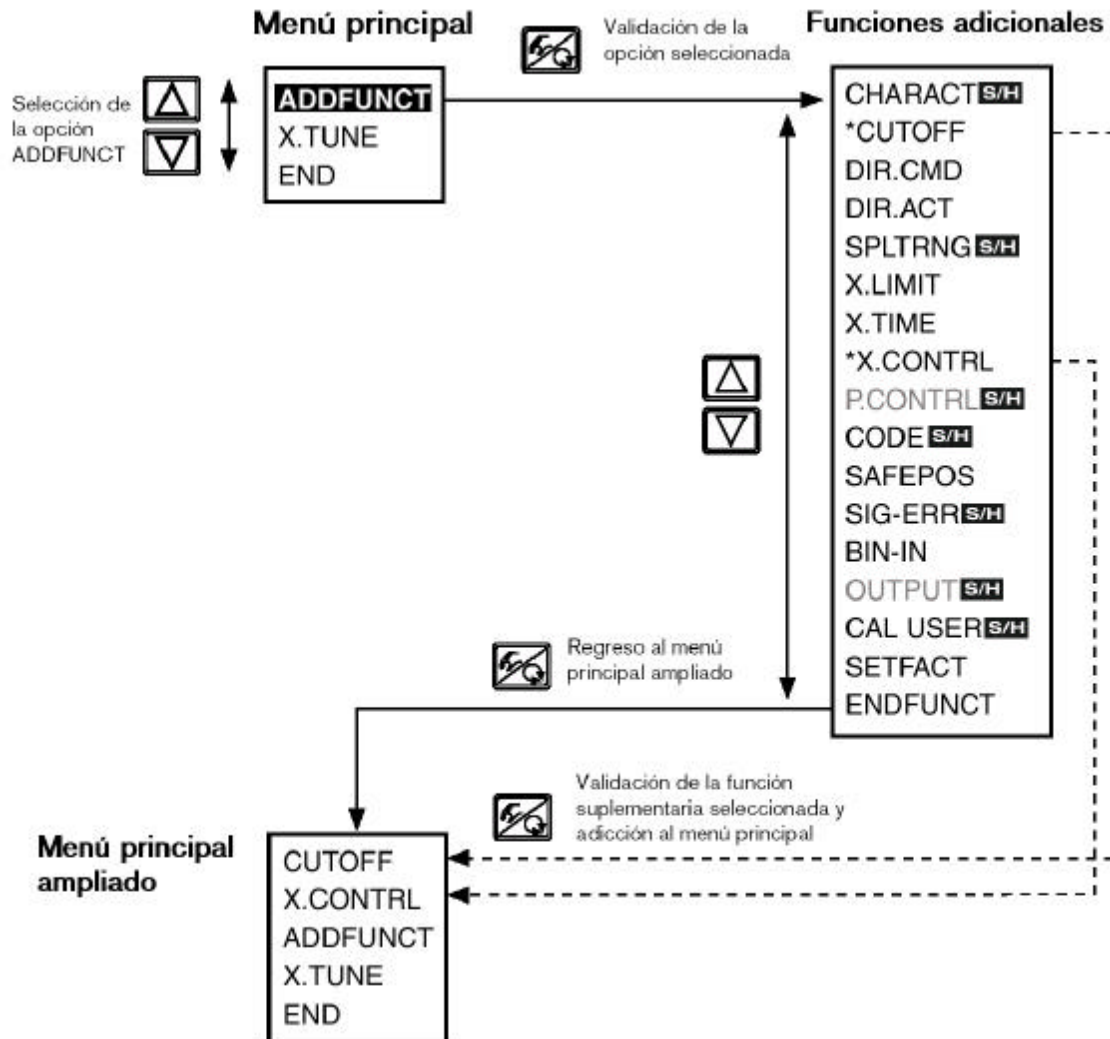 Menú principal
Validación de la
opción seleccionada
Funciones adicionales
Selección de
la opción
ADDFUNCT
ADDFUNCT
X.TUNE
END
CHARACT S/H
*CUTOFF
DIR.CMD
DIR.ACT
SPLTRNG S/H
X.LIMIT
X.TIME
*X.CONTRL
P.CONTRL S/H
CODE S/H
SAFEPOS
SIG-ERR S/H
BIN-IN
OUTPUT S/H
CAL USER S/H
SETFACT
ENDFUNCT
Regreso al menú
principal ampliado
Validación de la función
suplementaria seleccionada y
adicción al menú principal
Menú principal
ampliado
CUTOFF
X.CONTRL
ADDFUNCT
X.TUNE
END